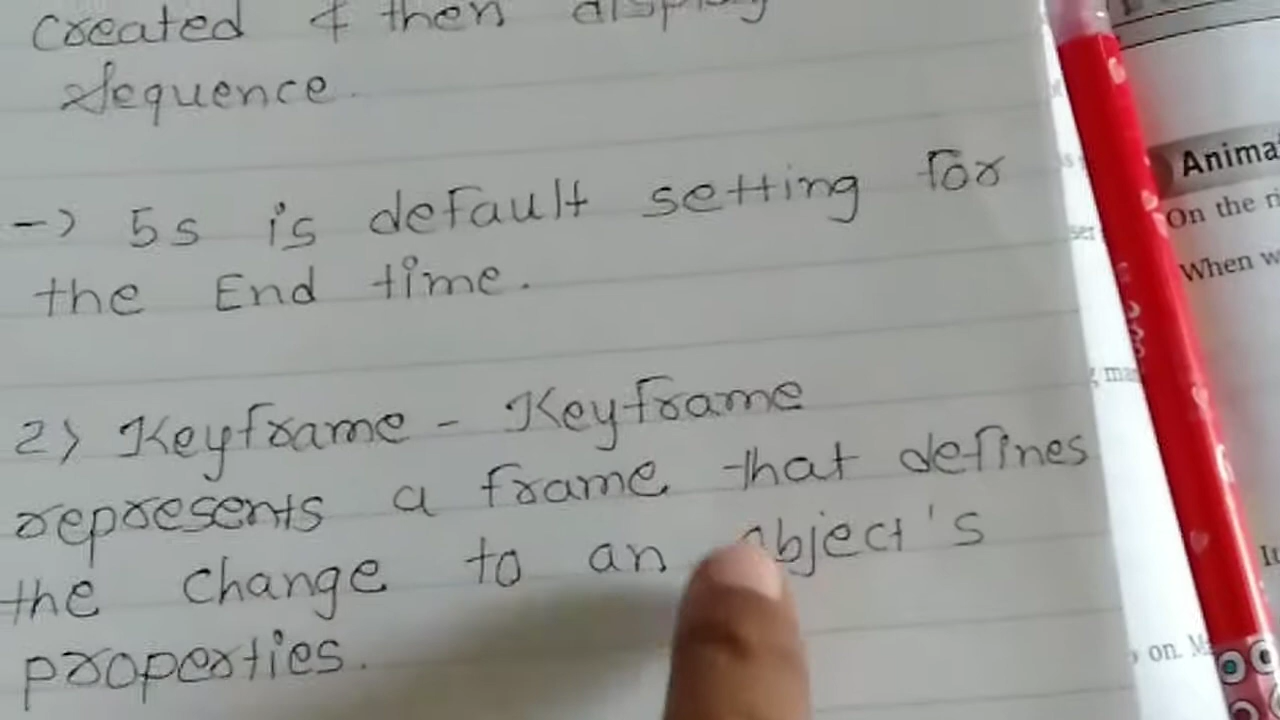 created & then display
sequence.
-> 5s is default setting for
the End time.
2) Keyframe - Keyframe
represents a frame that defines
the change to an object's
properties.
Anima
On the
When w